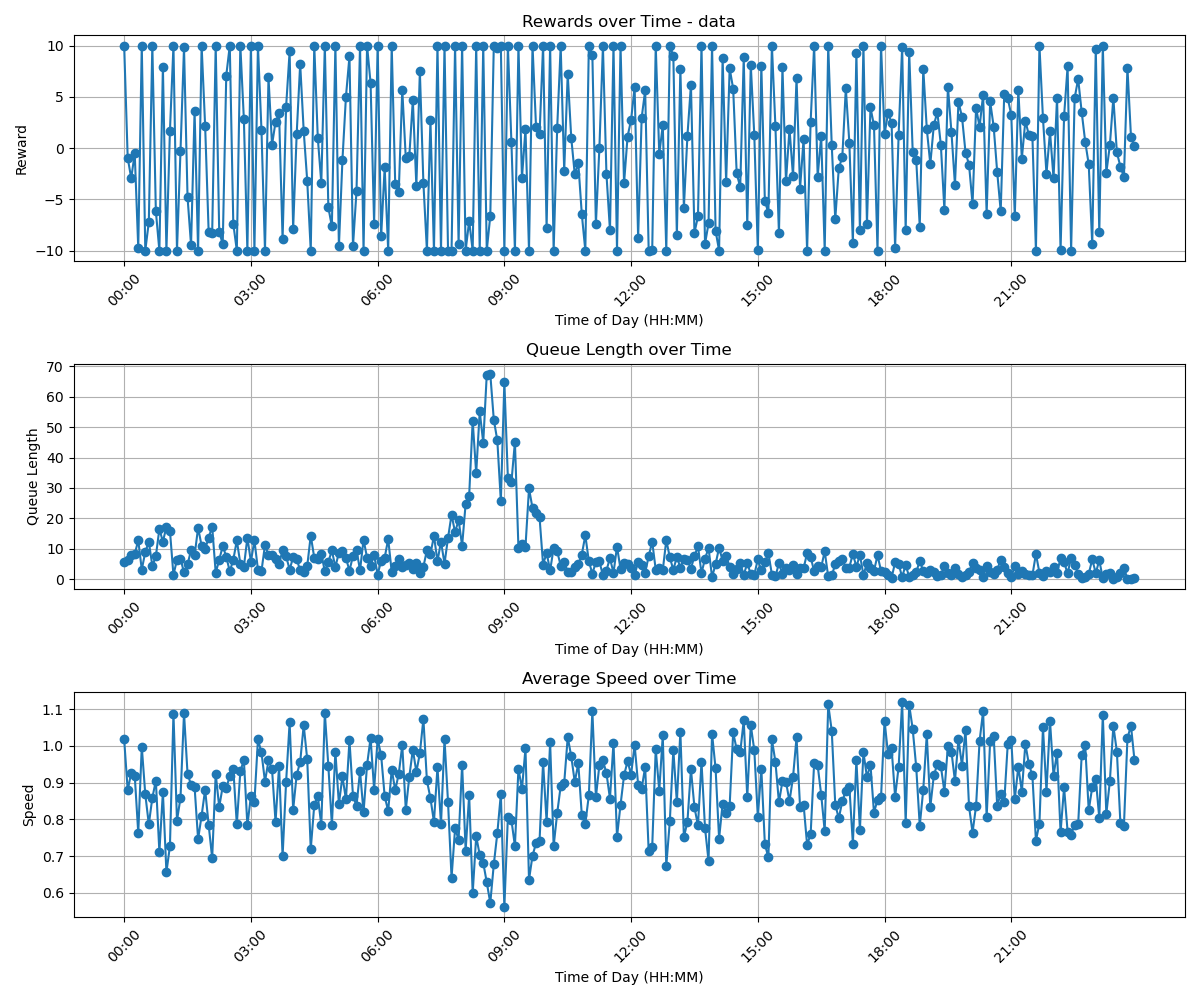 Rewards over Time - data
Reward
10
5
0
−5
−10
00:00 03:00 06:00 09:00 12:00 15:00 18:00 21:00
Time of Day (HH:MM)
Queue Length over Time
Queue Length
70
60
50
40
30
20
10
0
00:00 03:00 06:00 09:00 12:00 15:00 18:00 21:00
Time of Day (HH:MM)
Average Speed over Time
Speed
1.1
1.0
0.9
0.8
0.7
0.6
00:00 03:00 06:00 09:00 12:00 15:00 18:00 21:00
Time of Day (HH:MM)